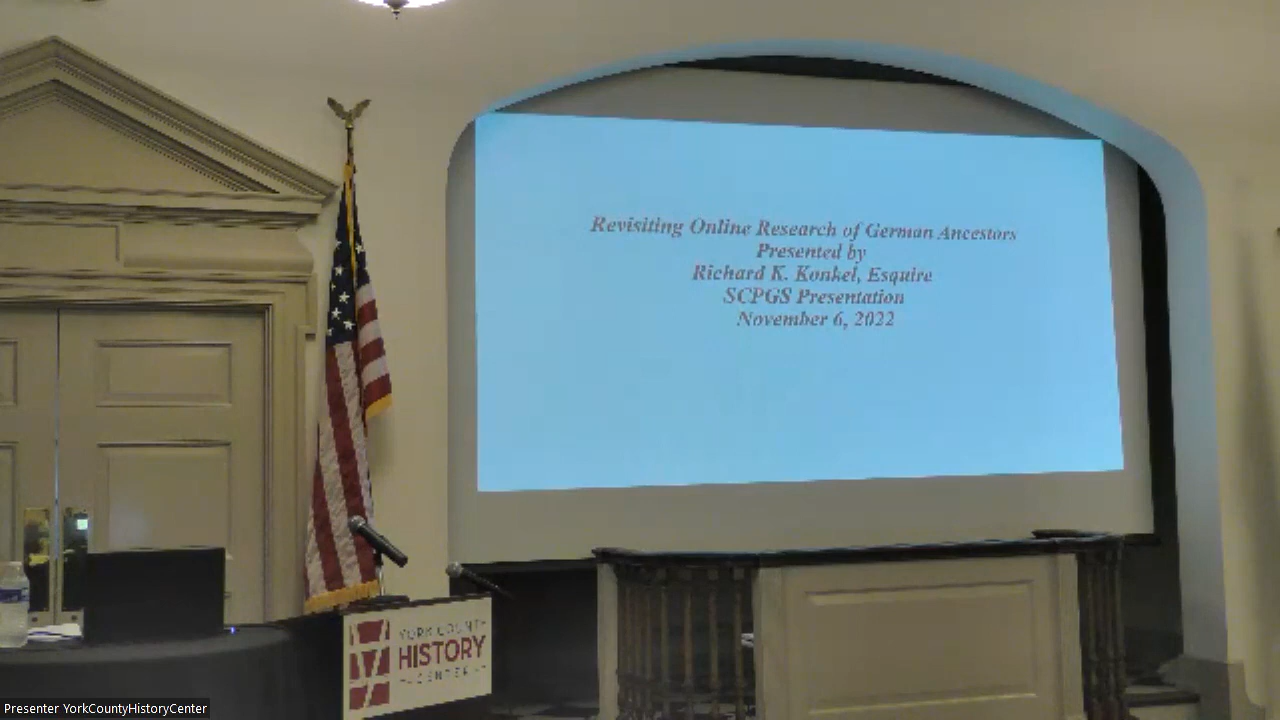 Revisiting Online Research of German Ancestors
Presented by
Richard K. Konkel, Esquire
SCPGS Presentation
November 6, 2022
YORK COUNTY
HISTORY
CENTER
Presenter YorkCountyHistoryCenter